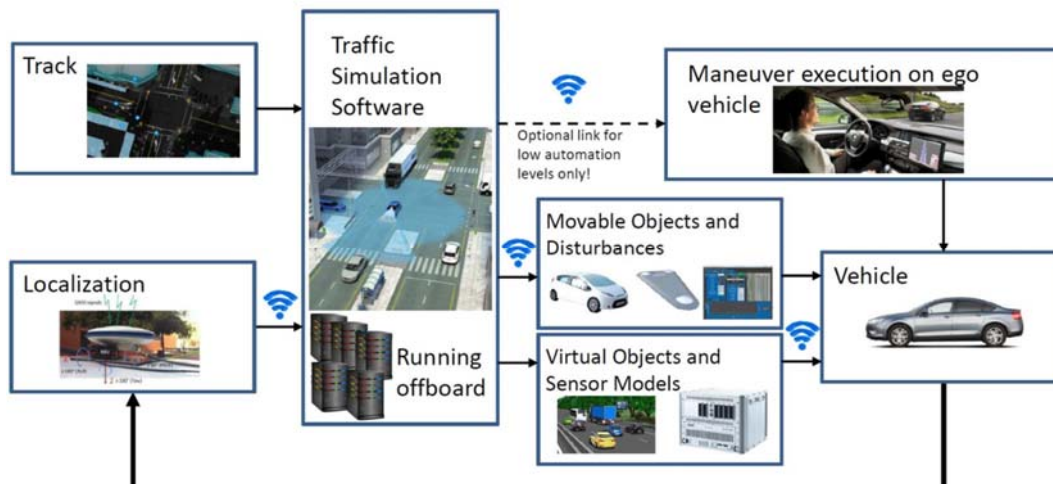 Track
Traffic
Simulation
Software
Maneuver execution on ego
vehicle
Optional link for
low automation
levels only!
Movable Objects and
Disturbances
Localization
Vehicle
Running
offboard
Virtual Objects and
Sensor Models